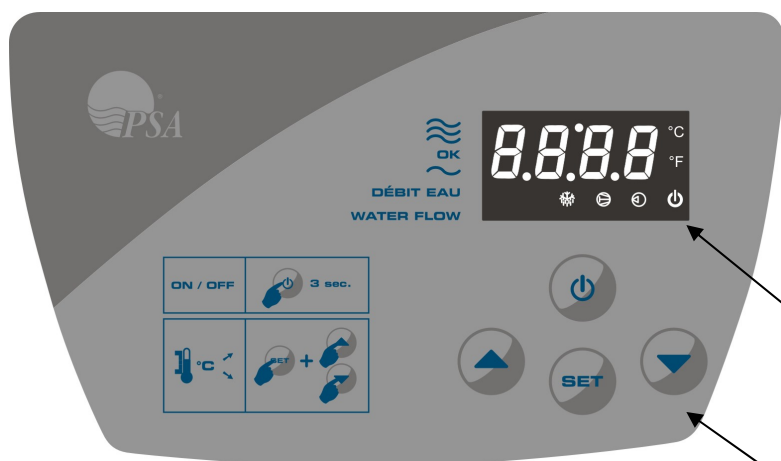 PSA
OK
DÉBIT EAU
WATER FLOW
8.8.8.8
°C
°F
ON / OFF
3 sec.
°C
SET
+
SET